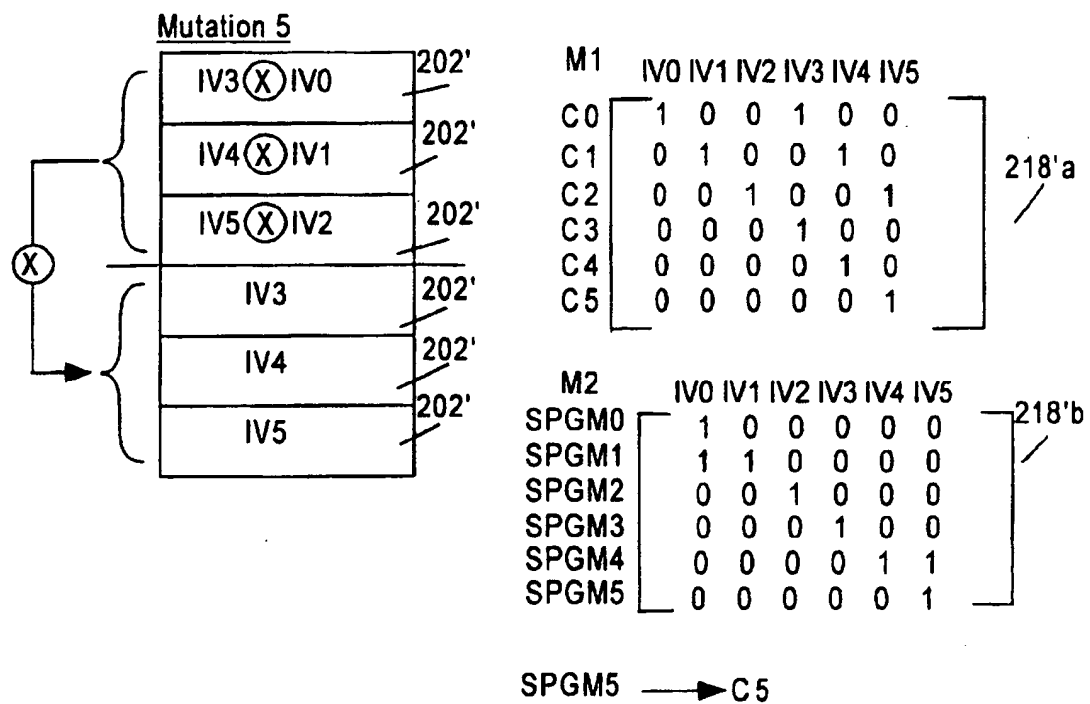 Mutation 5
IV3 X IV0 202'
IV4 X IV1 202'
IV5 X IV2 202'
X
IV3 202'
IV4 202'
IV5 202'
M1 IV0 IV1 IV2 IV3 IV4 IV5
C0 1 0 0 1 0 0
C1 0 1 0 0 1 0
C2 0 0 1 0 0 1
C3 0 0 0 1 0 0
C4 0 0 0 0 1 0
C5 0 0 0 0 0 1
218'a
M2 IV0 IV1 IV2 IV3 IV4 IV5
SPGM0 1 0 0 0 0 0
SPGM1 1 1 0 0 0 0
SPGM2 0 0 1 0 0 0
SPGM3 0 0 0 1 0 0
SPGM4 0 0 0 0 1 1
SPGM5 0 0 0 0 0 1
218'b
SPGM5 C5